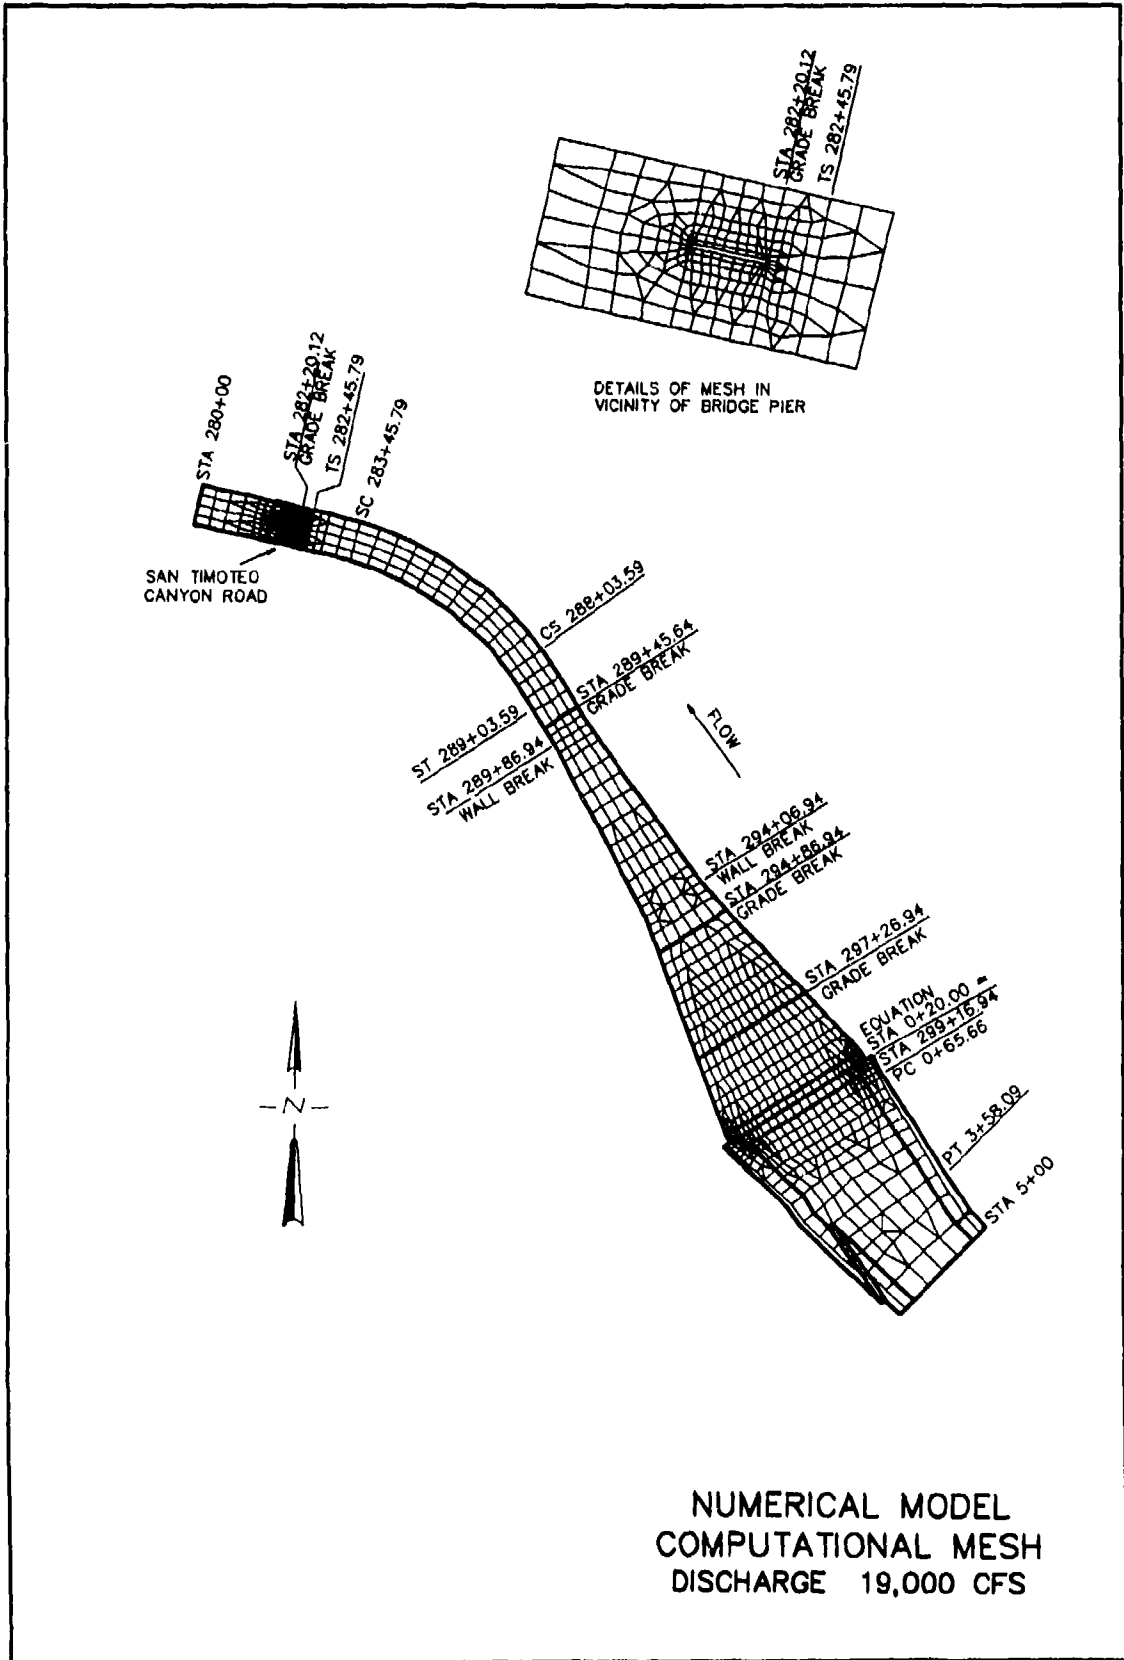 STA 282+20.12
GRADE BREAK
TS 282+45.79
DETAILS OF MESH IN
VICINITY OF BRIDGE PIER
STA 280+00
STA 282+20.12
GRADE BREAK
TS 282+45.79
SC 283+45.79
SAN TIMOTEO
CANYON ROAD
CS 288+03.59
STA 289+45.64
GRADE BREAK
ST 289+03.59
STA 289+86.94
WALL BREAK
FLOW
STA 294+06.94
WALL BREAK
STA 294+86.94
GRADE BREAK
STA 297+26.94
GRADE BREAK
EQUATION
STA 0+20.00 =
STA 299+16.94
PC 0+65.66
PT 3+58.09
STA 5+00
-N-
NUMERICAL MODEL
COMPUTATIONAL MESH
DISCHARGE 19,000 CFS